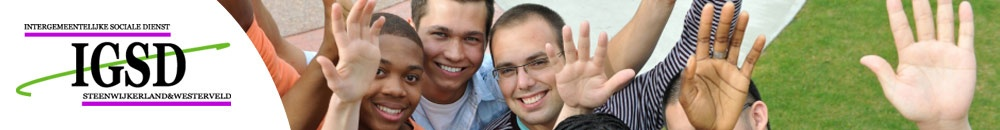 INTERGEMEENTELIJKE SOCIALE DIENST
IGSD
STEENWIJKERLAND&WESTERVELD